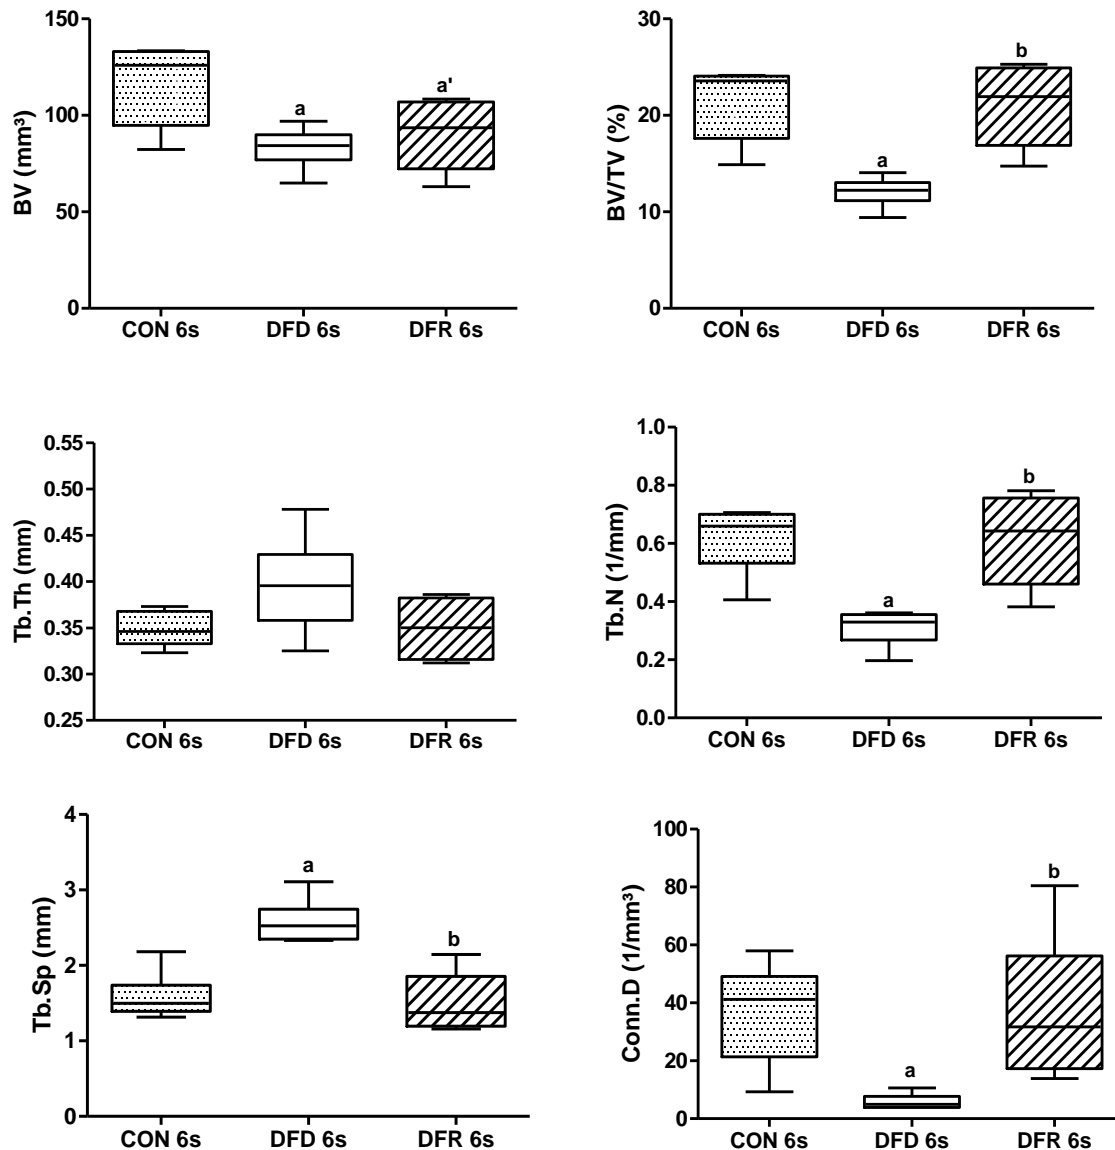 BV (mm³)
150
100
50
0
a
a'
CON 6s DFD 6s DFR 6s
BV/TV (%)
30
20
10
0
a
b
CON 6s DFD 6s DFR 6s
Tb.Th (mm)
0.55
0.50
0.45
0.40
0.35
0.30
0.25
CON 6s DFD 6s DFR 6s
Tb.N (1/mm)
1.0
0.8
0.6
0.4
0.2
0.0
a
b
CON 6s DFD 6s DFR 6s
Tb.Sp (mm)
4
3
2
1
0
a
b
CON 6s DFD 6s DFR 6s
Conn.D (1/mm³)
100
80
60
40
20
0
a
b
CON 6s DFD 6s DFR 6s